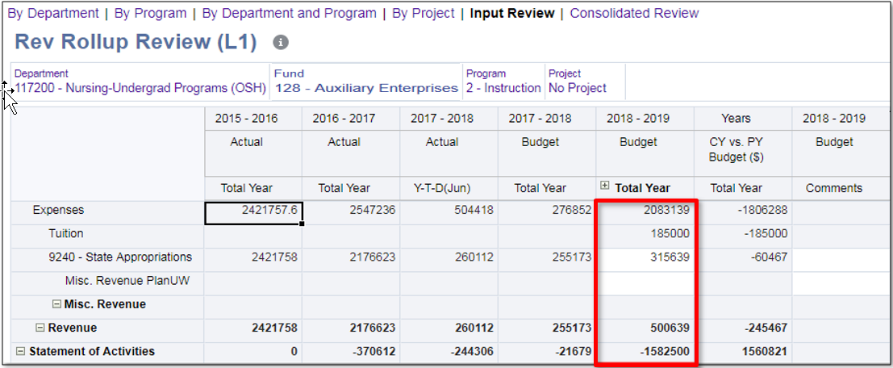 By Department | By Program | By Department and Program | By Project | Input Review | Consolidated Review
Rev Rollup Review (L1)
Department Fund Program Project
117200 - Nursing-Undergrad Programs (OSH) 128 - Auxiliary Enterprises 2 - Instruction No Project
2015 - 2016 2016 - 2017 2017 - 2018 2017 - 2018 2018 - 2019 Years 2018 - 2019
Actual Actual Actual Budget Budget CY vs. PY Budget ($) Budget
Total Year Total Year Y-T-D(Jun) Total Year Total Year Total Year Comments
Expenses 2421757.6 2547236 504418 276852 2083139 -1806288
Tuition 185000 -185000
9240 - State Appropriations 2421758 2176623 260112 255173 315639 -60467
Misc. Revenue PlanUW
Misc. Revenue
Revenue 2421758 2176623 260112 255173 500639 -245467
Statement of Activities 0 -370612 -244306 -21679 -1582500 1560821